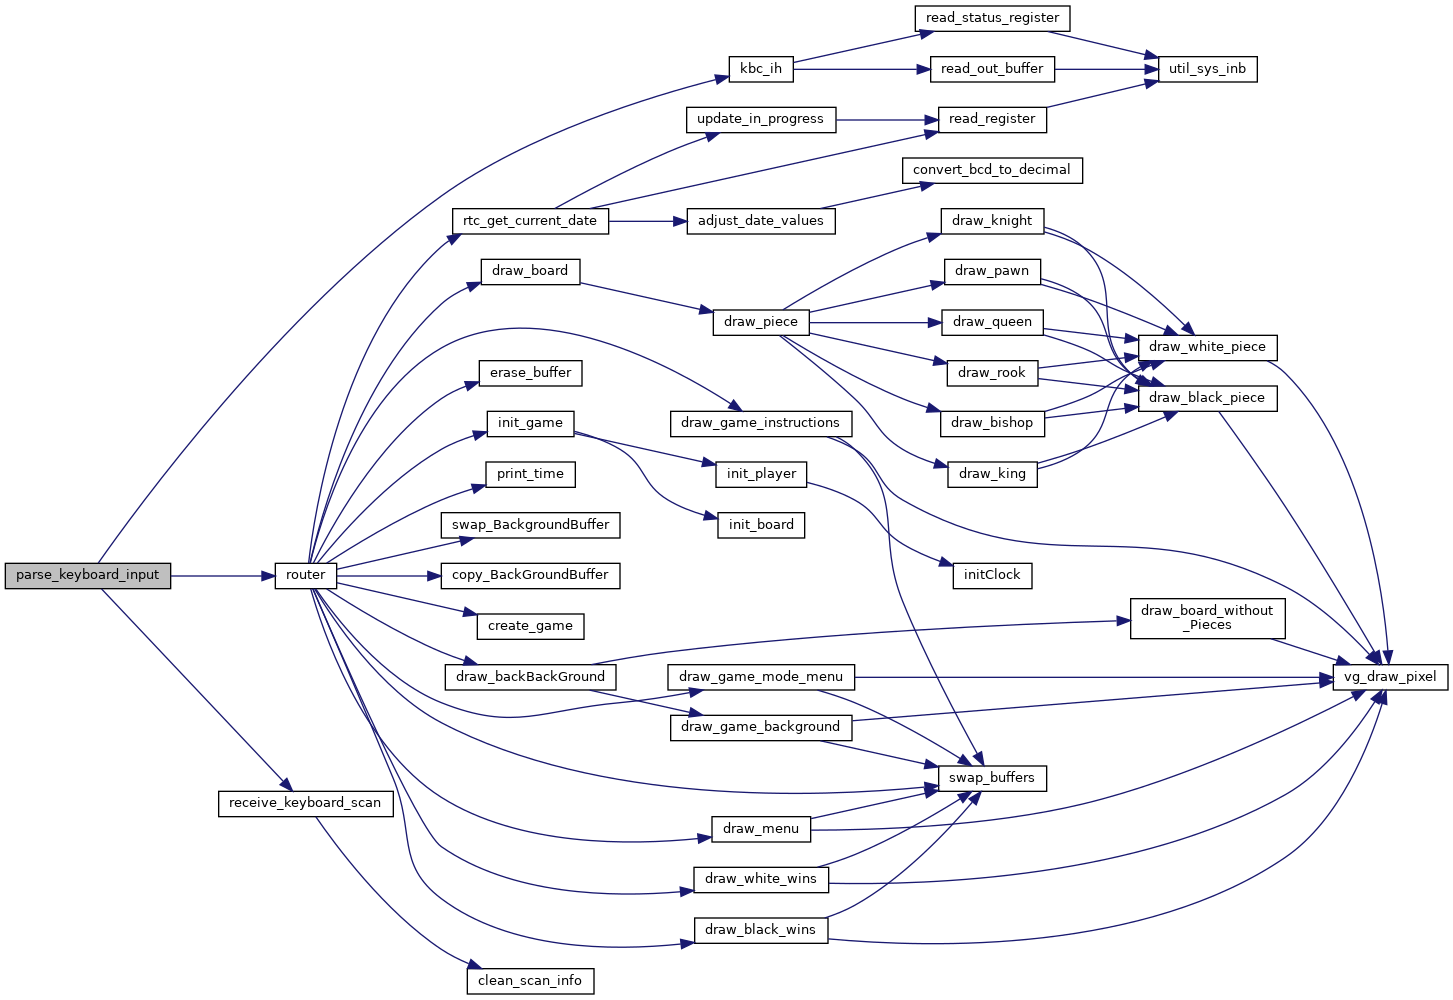 read_status_register
kbc_ih
read_out_buffer
util_sys_inb
update_in_progress
read_register
convert_bcd_to_decimal
rtc_get_current_date
adjust_date_values
draw_knight
draw_board
draw_pawn
draw_piece
draw_queen
draw_white_piece
erase_buffer
draw_rook
draw_black_piece
init_game
draw_game_instructions
draw_bishop
print_time
init_player
draw_king
swap_BackgroundBuffer
init_board
parse_keyboard_input
router
copy_BackGroundBuffer
initClock
create_game
draw_board_without
_Pieces
draw_backBackGround
draw_game_mode_menu
vg_draw_pixel
draw_game_background
swap_buffers
receive_keyboard_scan
draw_menu
draw_white_wins
draw_black_wins
clean_scan_info